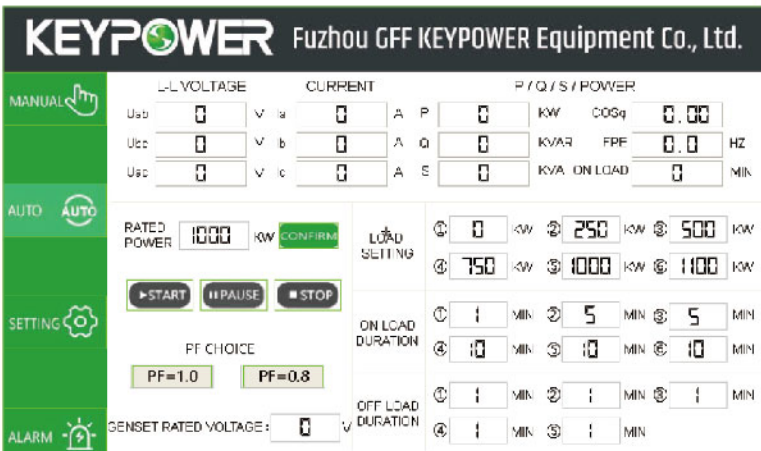 KEYPOWER Fuzhou GFF KEYPOWER Equipment Co., Ltd.
MANUAL
L-L VOLTAGE CURRENT P / Q / S / POWER
Uab 0 V Ia 0 A P 0 KW COSφ 0.00
Ubc 0 V Ib 0 A Q 0 KVAR FRE 0.0 HZ
Uac 0 V Ic 0 A S 0 KVA ON LOAD 0 MIN
AUTO AUTO
RATED POWER 1000 KW CONFIRM
LOAD SETTING
① 0 KW ② 250 KW ③ 500 KW
④ 750 KW ⑤ 1000 KW ⑥ 1100 KW
START PAUSE STOP
SETTING
ON LOAD DURATION
① 1 MIN ② 5 MIN ③ 5 MIN
④ 10 MIN ⑤ 10 MIN ⑥ 10 MIN
PF CHOICE
PF=1.0 PF=0.8
OFF LOAD DURATION
① 1 MIN ② 1 MIN ③ 1 MIN
④ 1 MIN ⑤ 1 MIN
GENSET RATED VOLTAGE: 0 V
ALARM